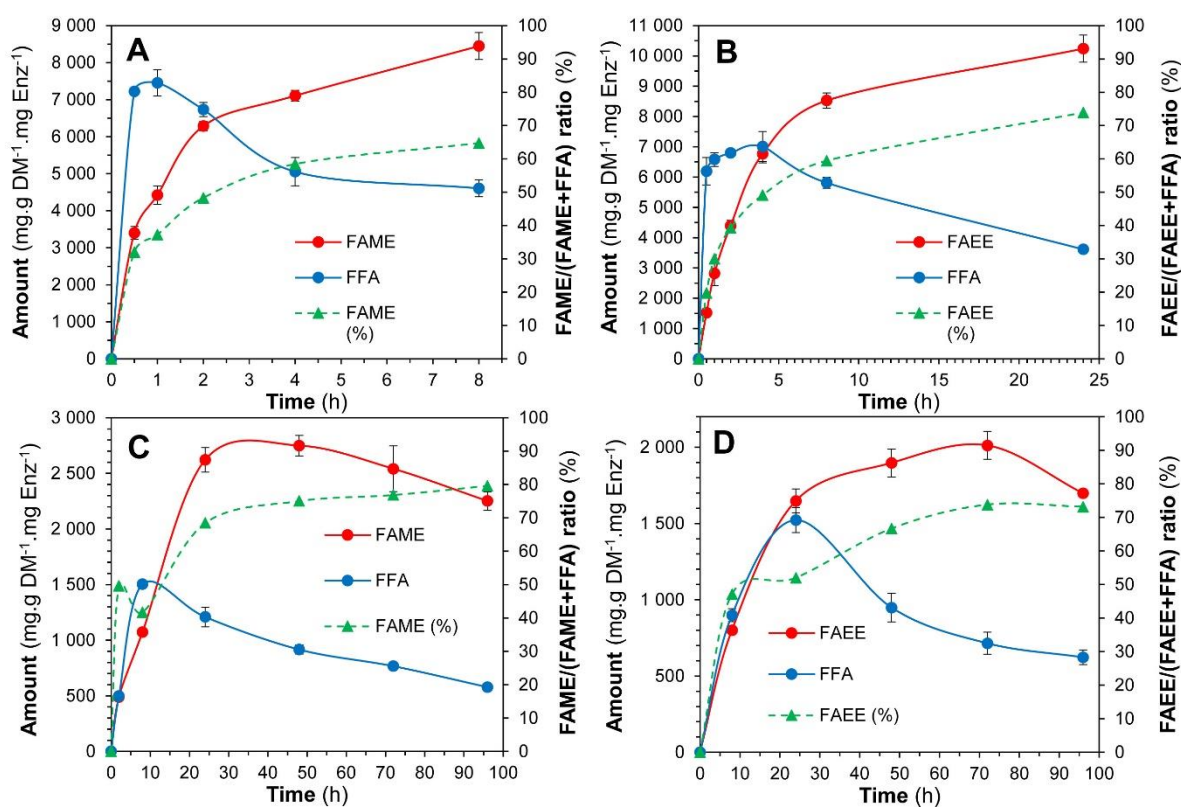 A
Amount (mg.g DM⁻¹.mg Enz⁻¹)
9 000
8 000
7 000
6 000
5 000
4 000
3 000
2 000
1 000
0
100
90
80
70
60
50
40
30
20
10
0
FAME/(FAME+FFA) ratio (%)
FAME
FFA
FAME
(%)
0 1 2 3 4 5 6 7 8
Time (h)
B
Amount (mg.g DM⁻¹.mg Enz⁻¹)
11 000
10 000
9 000
8 000
7 000
6 000
5 000
4 000
3 000
2 000
1 000
0
100
90
80
70
60
50
40
30
20
10
0
FAEE/(FAEE+FFA) ratio (%)
FAEE
FFA
FAEE
(%)
0 5 10 15 20 25
Time (h)
C
Amount (mg.g DM⁻¹.mg Enz⁻¹)
3 000
2 500
2 000
1 500
1 000
500
0
100
90
80
70
60
50
40
30
20
10
0
FAME/(FAME+FFA) ratio (%)
FAME
FFA
FAME (%)
0 10 20 30 40 50 60 70 80 90 100
Time (h)
D
Amount (mg.g DM⁻¹.mg Enz⁻¹)
2 000
1 500
1 000
500
0
100
90
80
70
60
50
40
30
20
10
0
FAEE/(FAEE+FFA) ratio (%)
FAEE
FFA
FAEE (%)
0 10 20 30 40 50 60 70 80 90 100
Time (h)